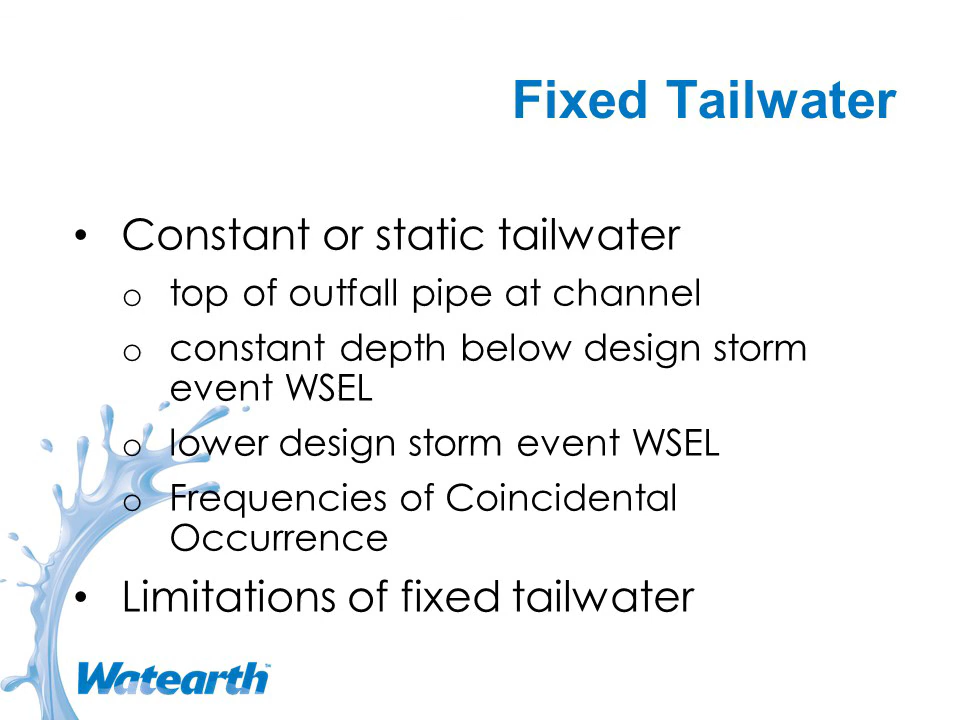 Fixed Tailwater
• Constant or static tailwater
o top of outfall pipe at channel
o constant depth below design storm
event WSEL
o lower design storm event WSEL
o Frequencies of Coincidental
Occurrence
• Limitations of fixed tailwater
Watearth™